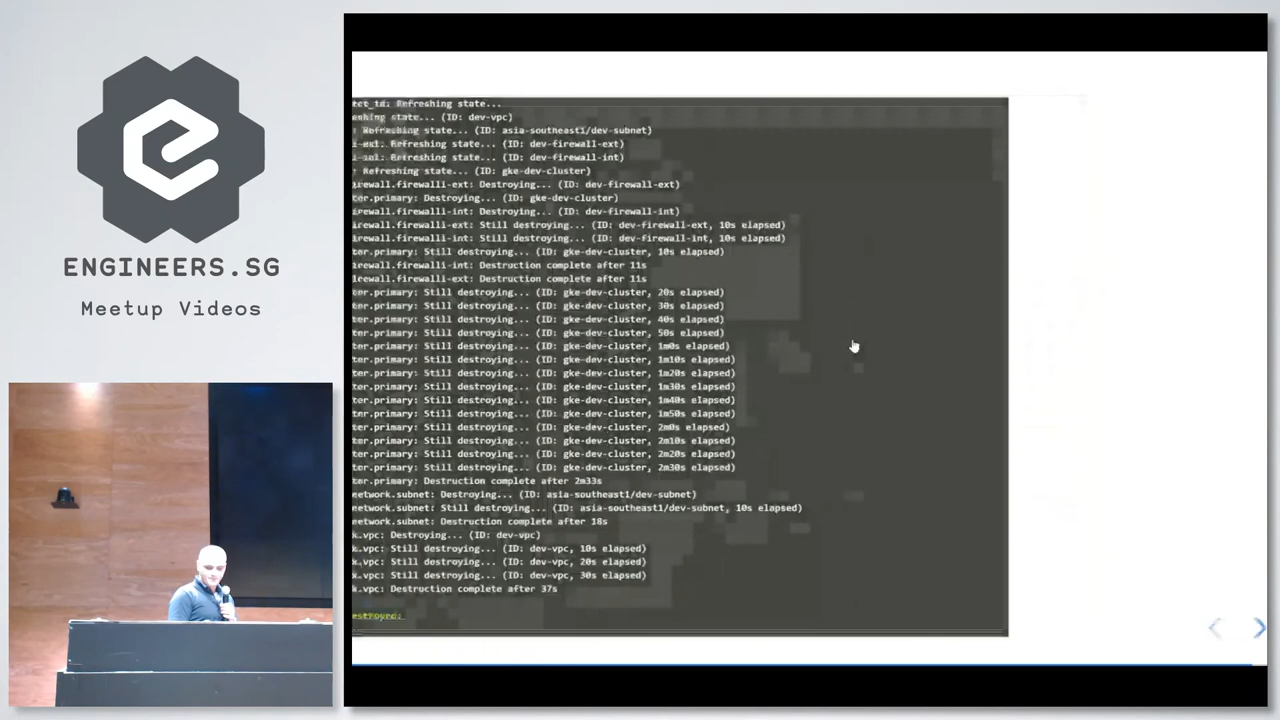 ENGINEERS.SG
Meetup Videos
Refreshing state...
state... (ID: dev-vpc)
: Refreshing state... (ID: asia-southeast1/dev-subnet)
Refreshing state... (ID: dev-firewall-ext)
Refreshing state... (ID: dev-firewall-int)
: Refreshing state... (ID: gke-dev-cluster)
irewall.firewalli-ext: Destroying... (ID: dev-firewall-ext)
ter.primary: Destroying... (ID: gke-dev-cluster)
irewall.firewalli-int: Destroying... (ID: dev-firewall-int)
irewall.firewalli-ext: Still destroying... (ID: dev-firewall-ext, 10s elapsed)
irewall.firewalli-int: Still destroying... (ID: dev-firewall-int, 10s elapsed)
ter.primary: Still destroying... (ID: gke-dev-cluster, 10s elapsed)
irewall.firewalli-int: Destruction complete after 11s
irewall.firewalli-ext: Destruction complete after 11s
ter.primary: Still destroying... (ID: gke-dev-cluster, 20s elapsed)
ter.primary: Still destroying... (ID: gke-dev-cluster, 30s elapsed)
ter.primary: Still destroying... (ID: gke-dev-cluster, 40s elapsed)
ter.primary: Still destroying... (ID: gke-dev-cluster, 50s elapsed)
ter.primary: Still destroying... (ID: gke-dev-cluster, 1m0s elapsed)
ter.primary: Still destroying... (ID: gke-dev-cluster, 1m10s elapsed)
ter.primary: Still destroying... (ID: gke-dev-cluster, 1m20s elapsed)
ter.primary: Still destroying... (ID: gke-dev-cluster, 1m30s elapsed)
ter.primary: Still destroying... (ID: gke-dev-cluster, 1m40s elapsed)
ter.primary: Still destroying... (ID: gke-dev-cluster, 1m50s elapsed)
ter.primary: Still destroying... (ID: gke-dev-cluster, 2m0s elapsed)
ter.primary: Still destroying... (ID: gke-dev-cluster, 2m10s elapsed)
ter.primary: Still destroying... (ID: gke-dev-cluster, 2m20s elapsed)
ter.primary: Still destroying... (ID: gke-dev-cluster, 2m30s elapsed)
ter.primary: Destruction complete after 2m33s
network.subnet: Destroying... (ID: asia-southeast1/dev-subnet)
network.subnet: Still destroying... (ID: asia-southeast1/dev-subnet, 10s elapsed)
network.subnet: Destruction complete after 18s
k.vpc: Destroying... (ID: dev-vpc)
k.vpc: Still destroying... (ID: dev-vpc, 10s elapsed)
k.vpc: Still destroying... (ID: dev-vpc, 20s elapsed)
k.vpc: Still destroying... (ID: dev-vpc, 30s elapsed)
k.vpc: Destruction complete after 37s